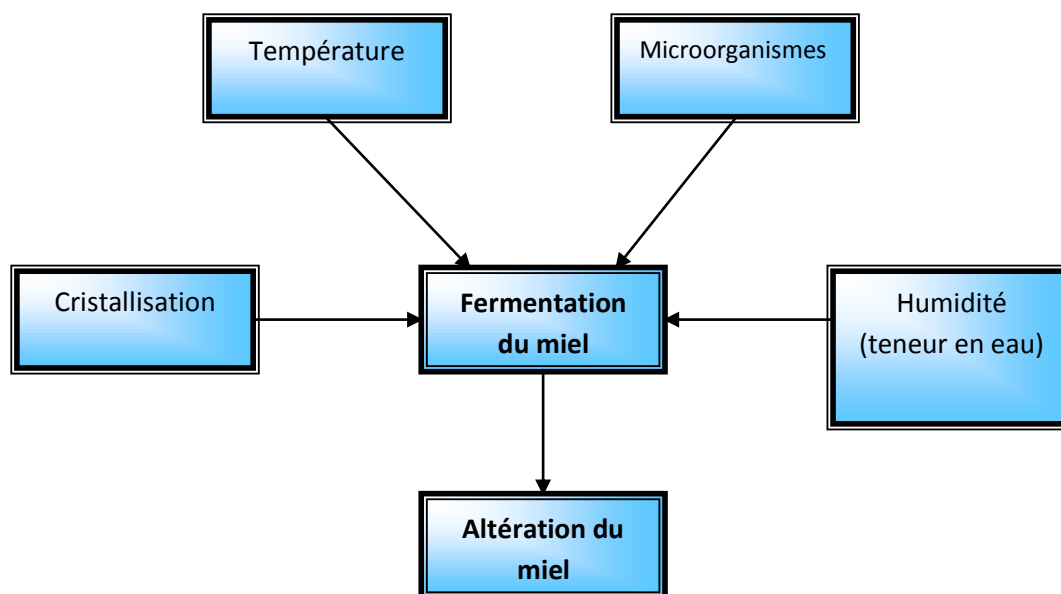 Température
Microorganismes
Cristallisation
Fermentation
du miel
Humidité
(teneur en eau)
Altération du
miel